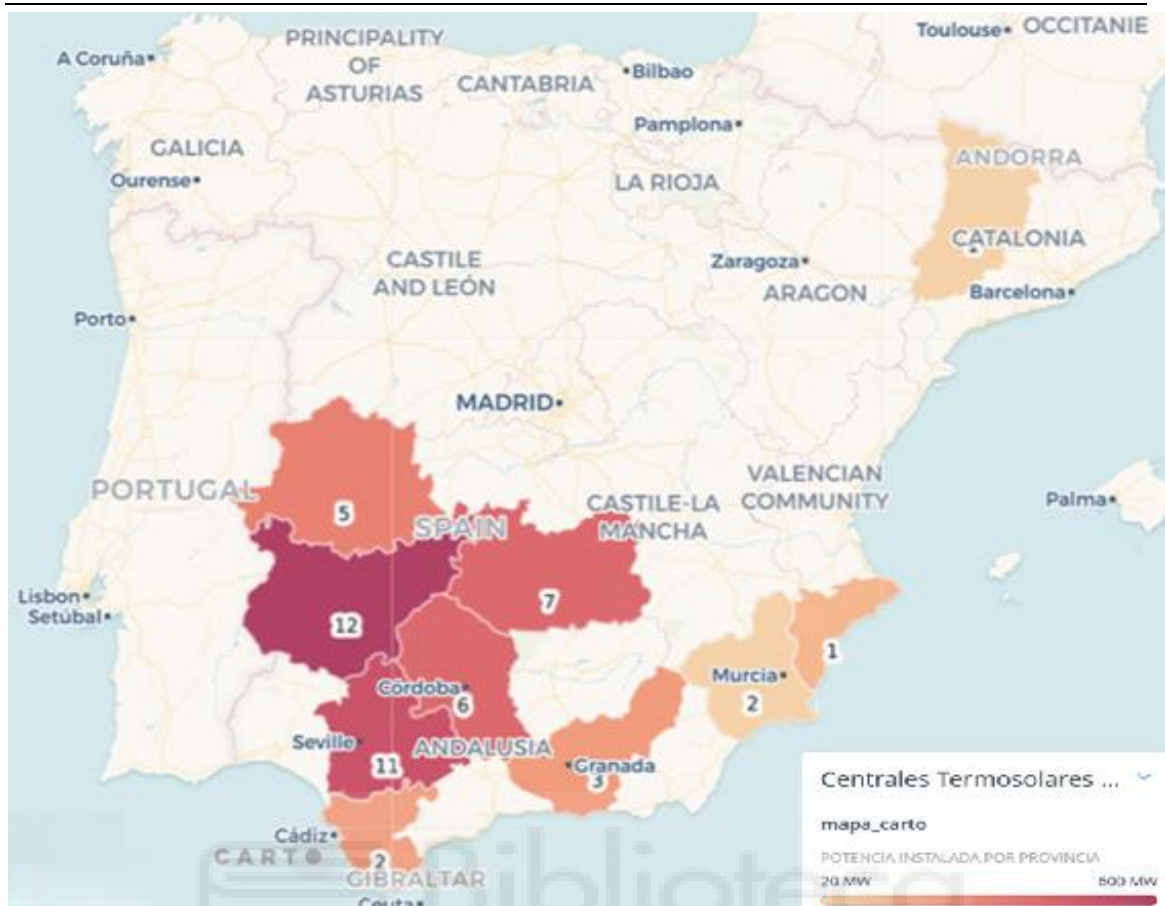 Toulouse
OCCITANIE
A Coruña
PRINCIPALITY
OF
ASTURIAS
CANTABRIA
Bilbao
Pamplona
GALICIA
Ourense
LA RIOJA
ANDORRA
CATALONIA
CASTILE
AND LEÓN
Zaragoza
ARAGON
Barcelona
Porto
MADRID
PORTUGAL
5
SPAIN
CASTILE-LA
MANCHA
VALENCIAN
COMMUNITY
Palma
Lisbon
Setúbal
12
7
1
Murcia
2
Córdoba
6
Seville
11
ANDALUSIA
Granada
3
Cádiz
2
CARTO
GIBRALTAR
Ceuta
Biblioteca
Centrales Termosolares ...
mapa_carto
POTENCIA INSTALADA POR PROVINCIA
20 MW
600 MW